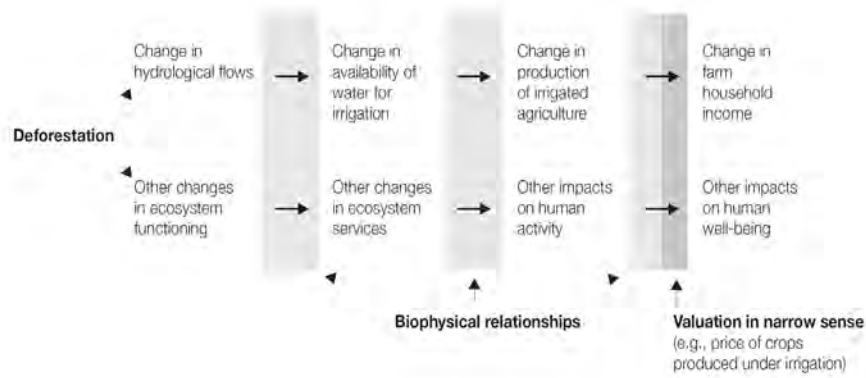 Change in
hydrological flows
Change in
availability of
water for
irrigation
Change in
production
of irrigated
agriculture
Change in
farm
household
income
Deforestation
Other changes
in ecosystem
functioning
Other changes
in ecosystem
services
Other impacts
on human
activity
Other impacts
on human
well-being
Biophysical relationships
Valuation in narrow sense
(e.g., price of crops
produced under irrigation)